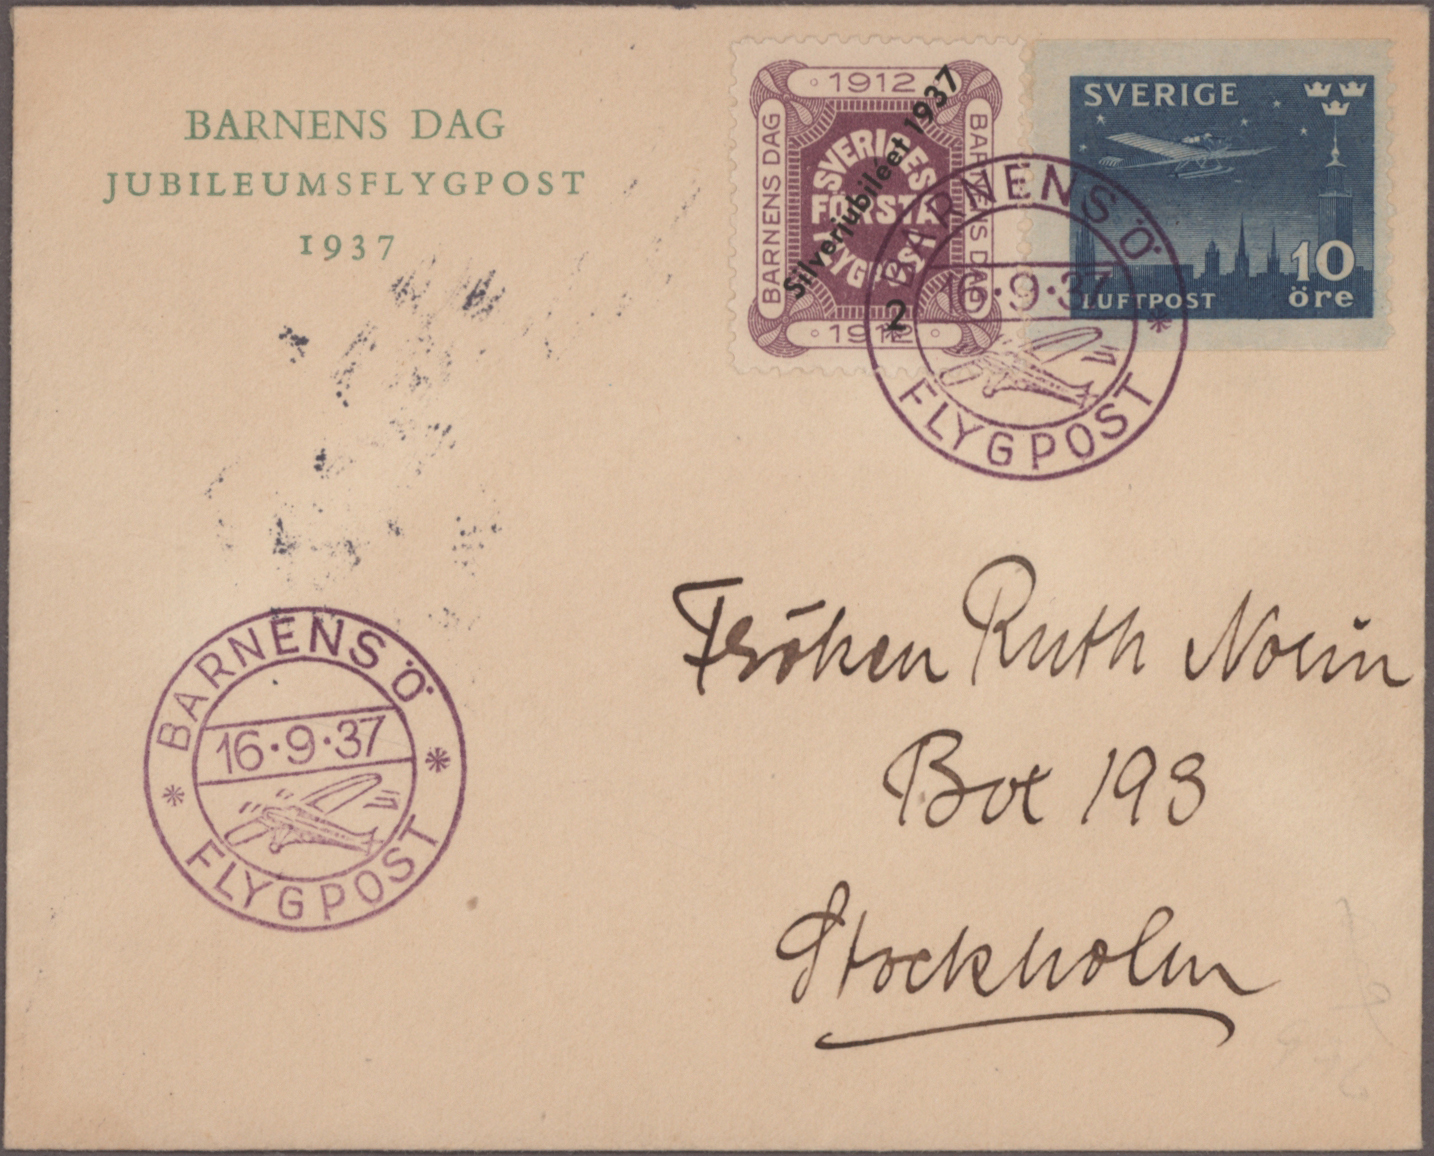 BARNENS DAG
JUBILEUMSFLYGPOST
1937
1912
BARNENS DAG
BARNENS DAG
SVERIGES
FÖRSTA
FLYGPOST
1912
Silverjubileet 1937
2
SVERIGE
10
öre
LUFTPOST
BARNENS Ö
16·9·37
FLYGPOST
Fröken Ruth
Box 193
Stockholm
BARNENS Ö
16·9·37
FLYGPOST